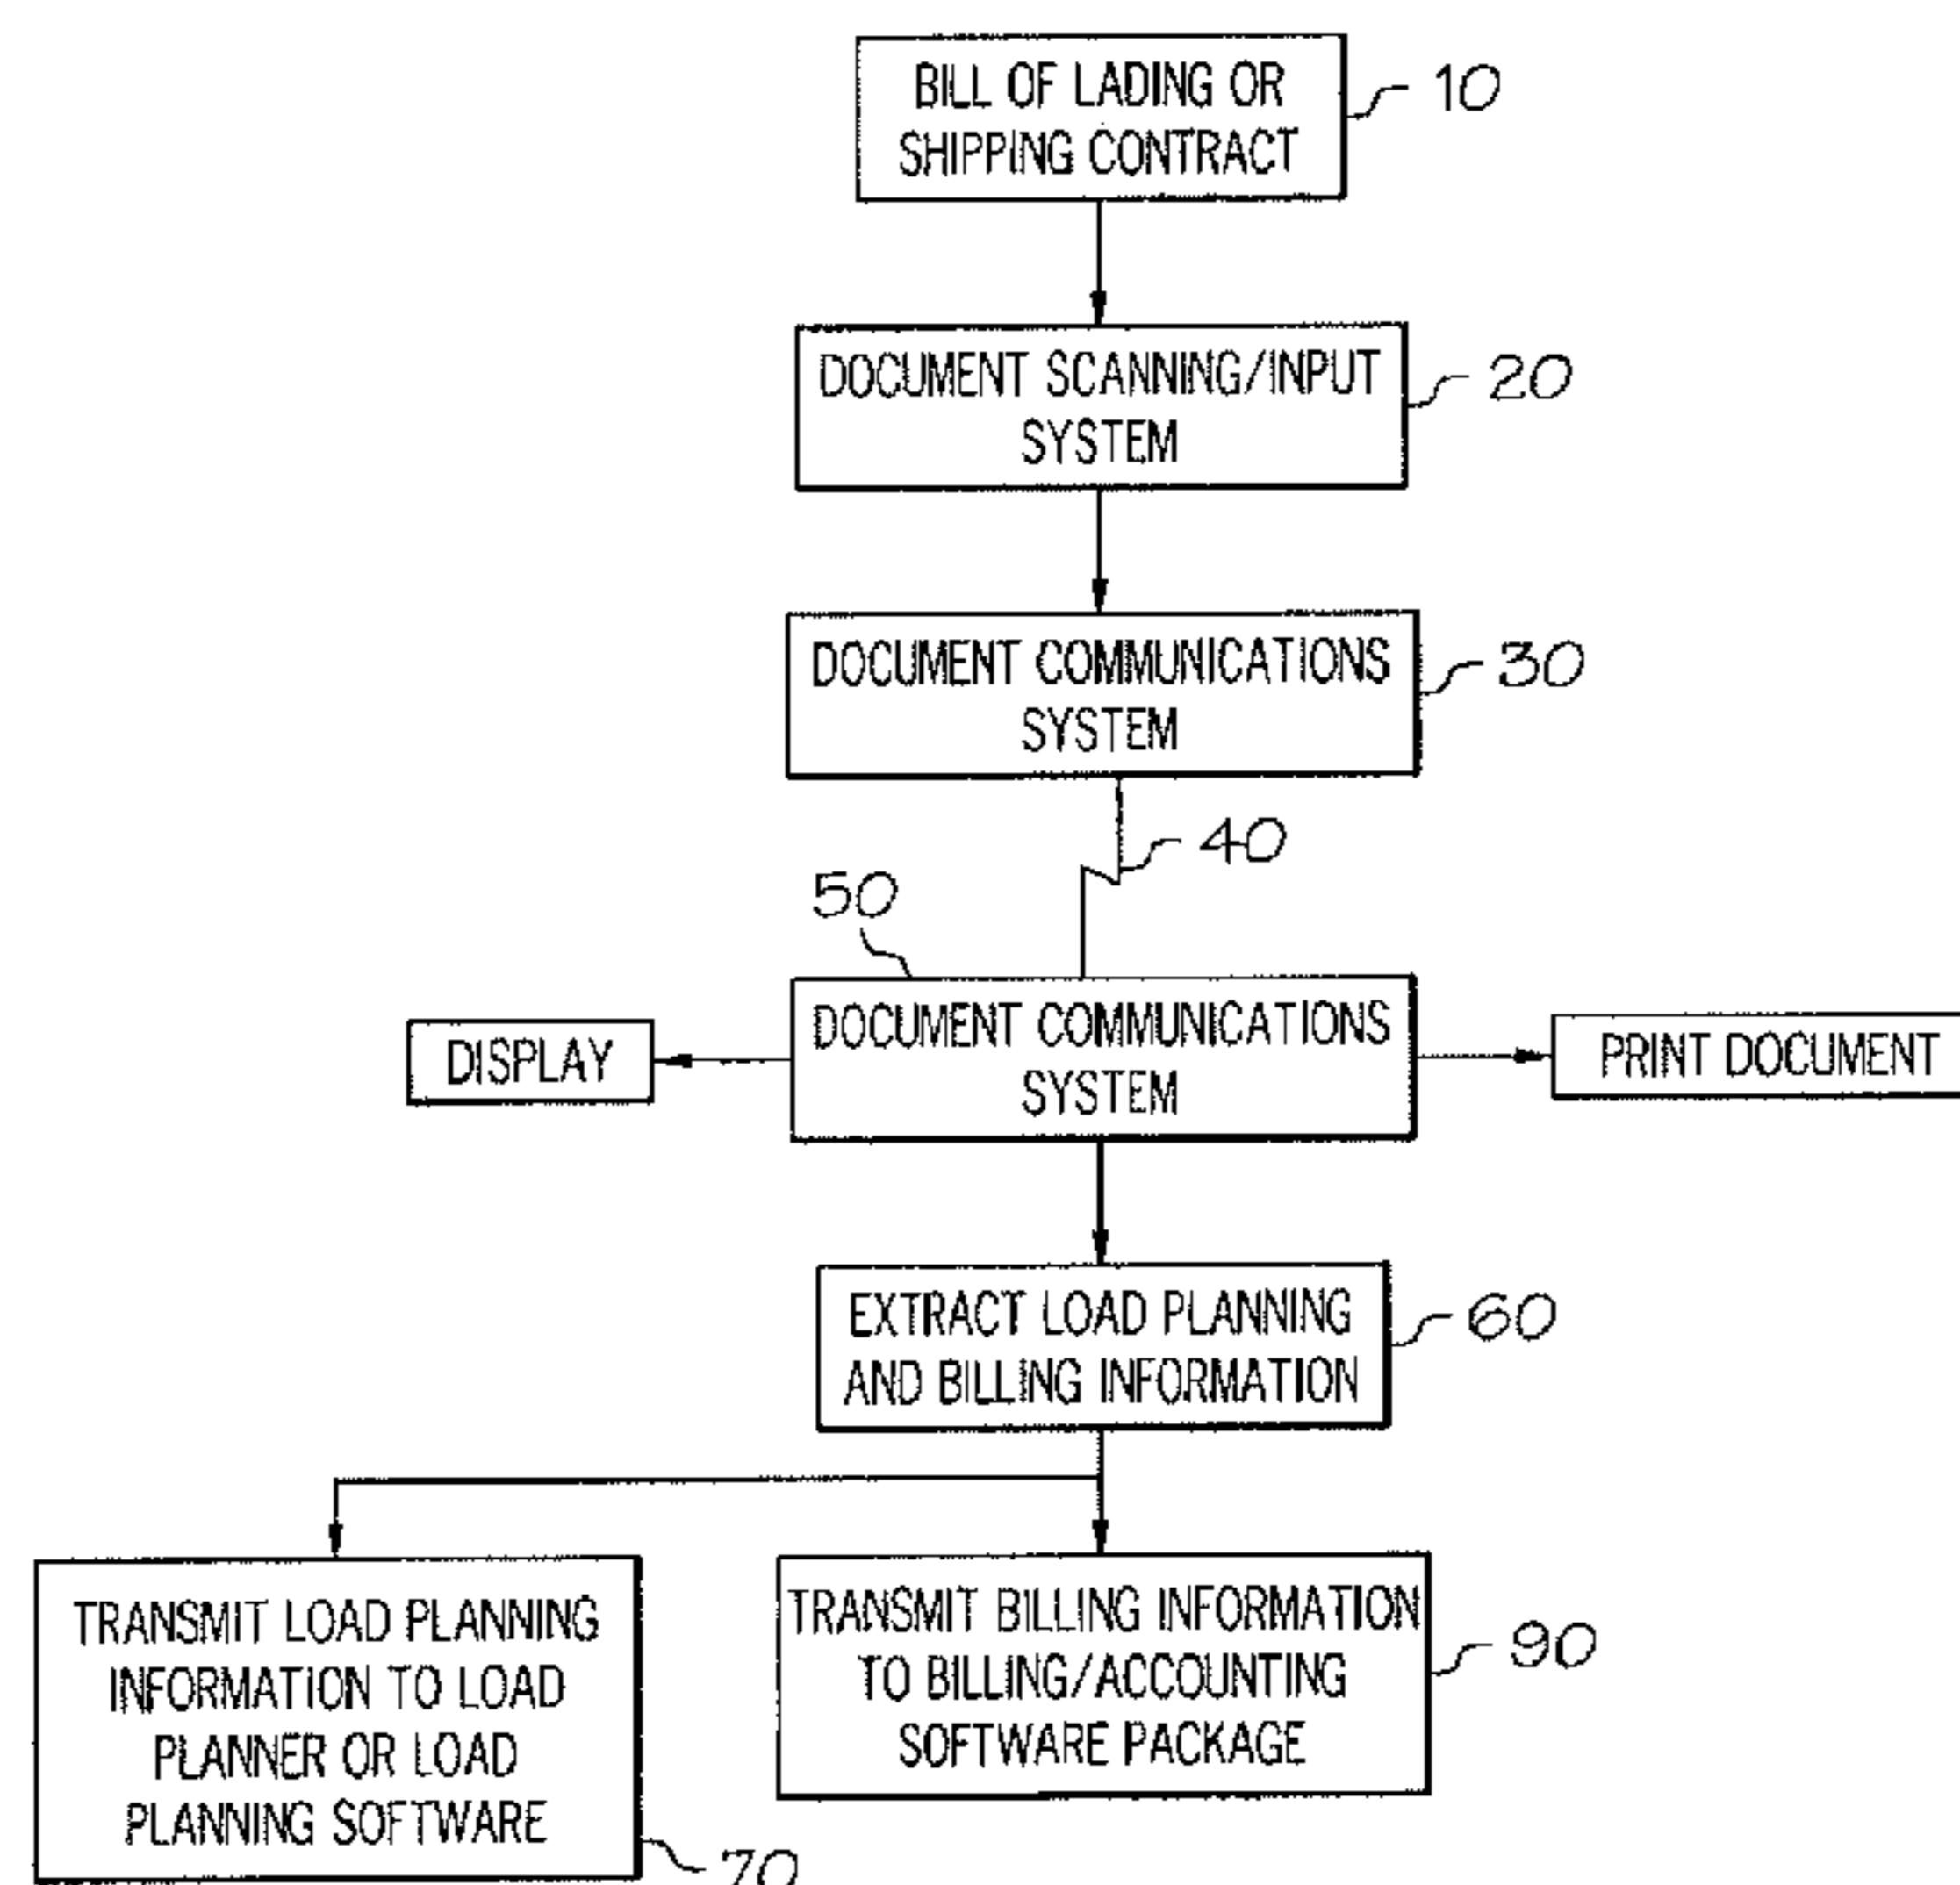 BILL OF LADING OR
SHIPPING CONTRACT
10
DOCUMENT SCANNING/INPUT
SYSTEM
20
DOCUMENT COMMUNICATIONS
SYSTEM
30
40
50
DISPLAY
DOCUMENT COMMUNICATIONS
SYSTEM
PRINT DOCUMENT
EXTRACT LOAD PLANNING
AND BILLING INFORMATION
60
TRANSMIT LOAD PLANNING
INFORMATION TO LOAD
PLANNER OR LOAD
PLANNING SOFTWARE
70
TRANSMIT BILLING INFORMATION
TO BILLING/ACCOUNTING
SOFTWARE PACKAGE
90